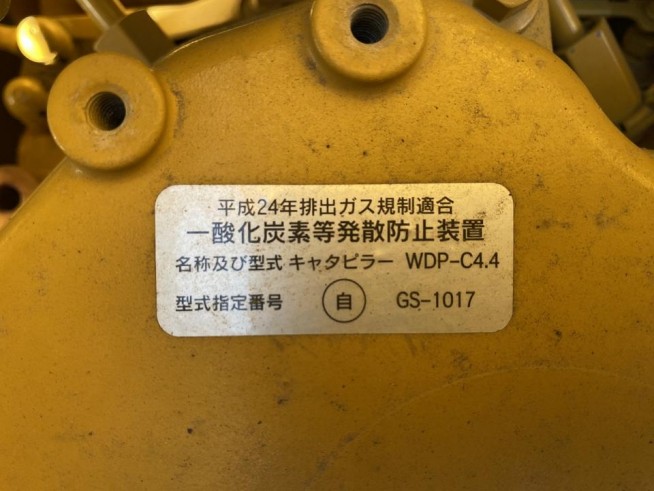 平成24年排出ガス規制適合
一酸化炭素等発散防止装置
名称及び型式 キャタピラー WDP-C4.4
型式指定番号 自 GS-1017